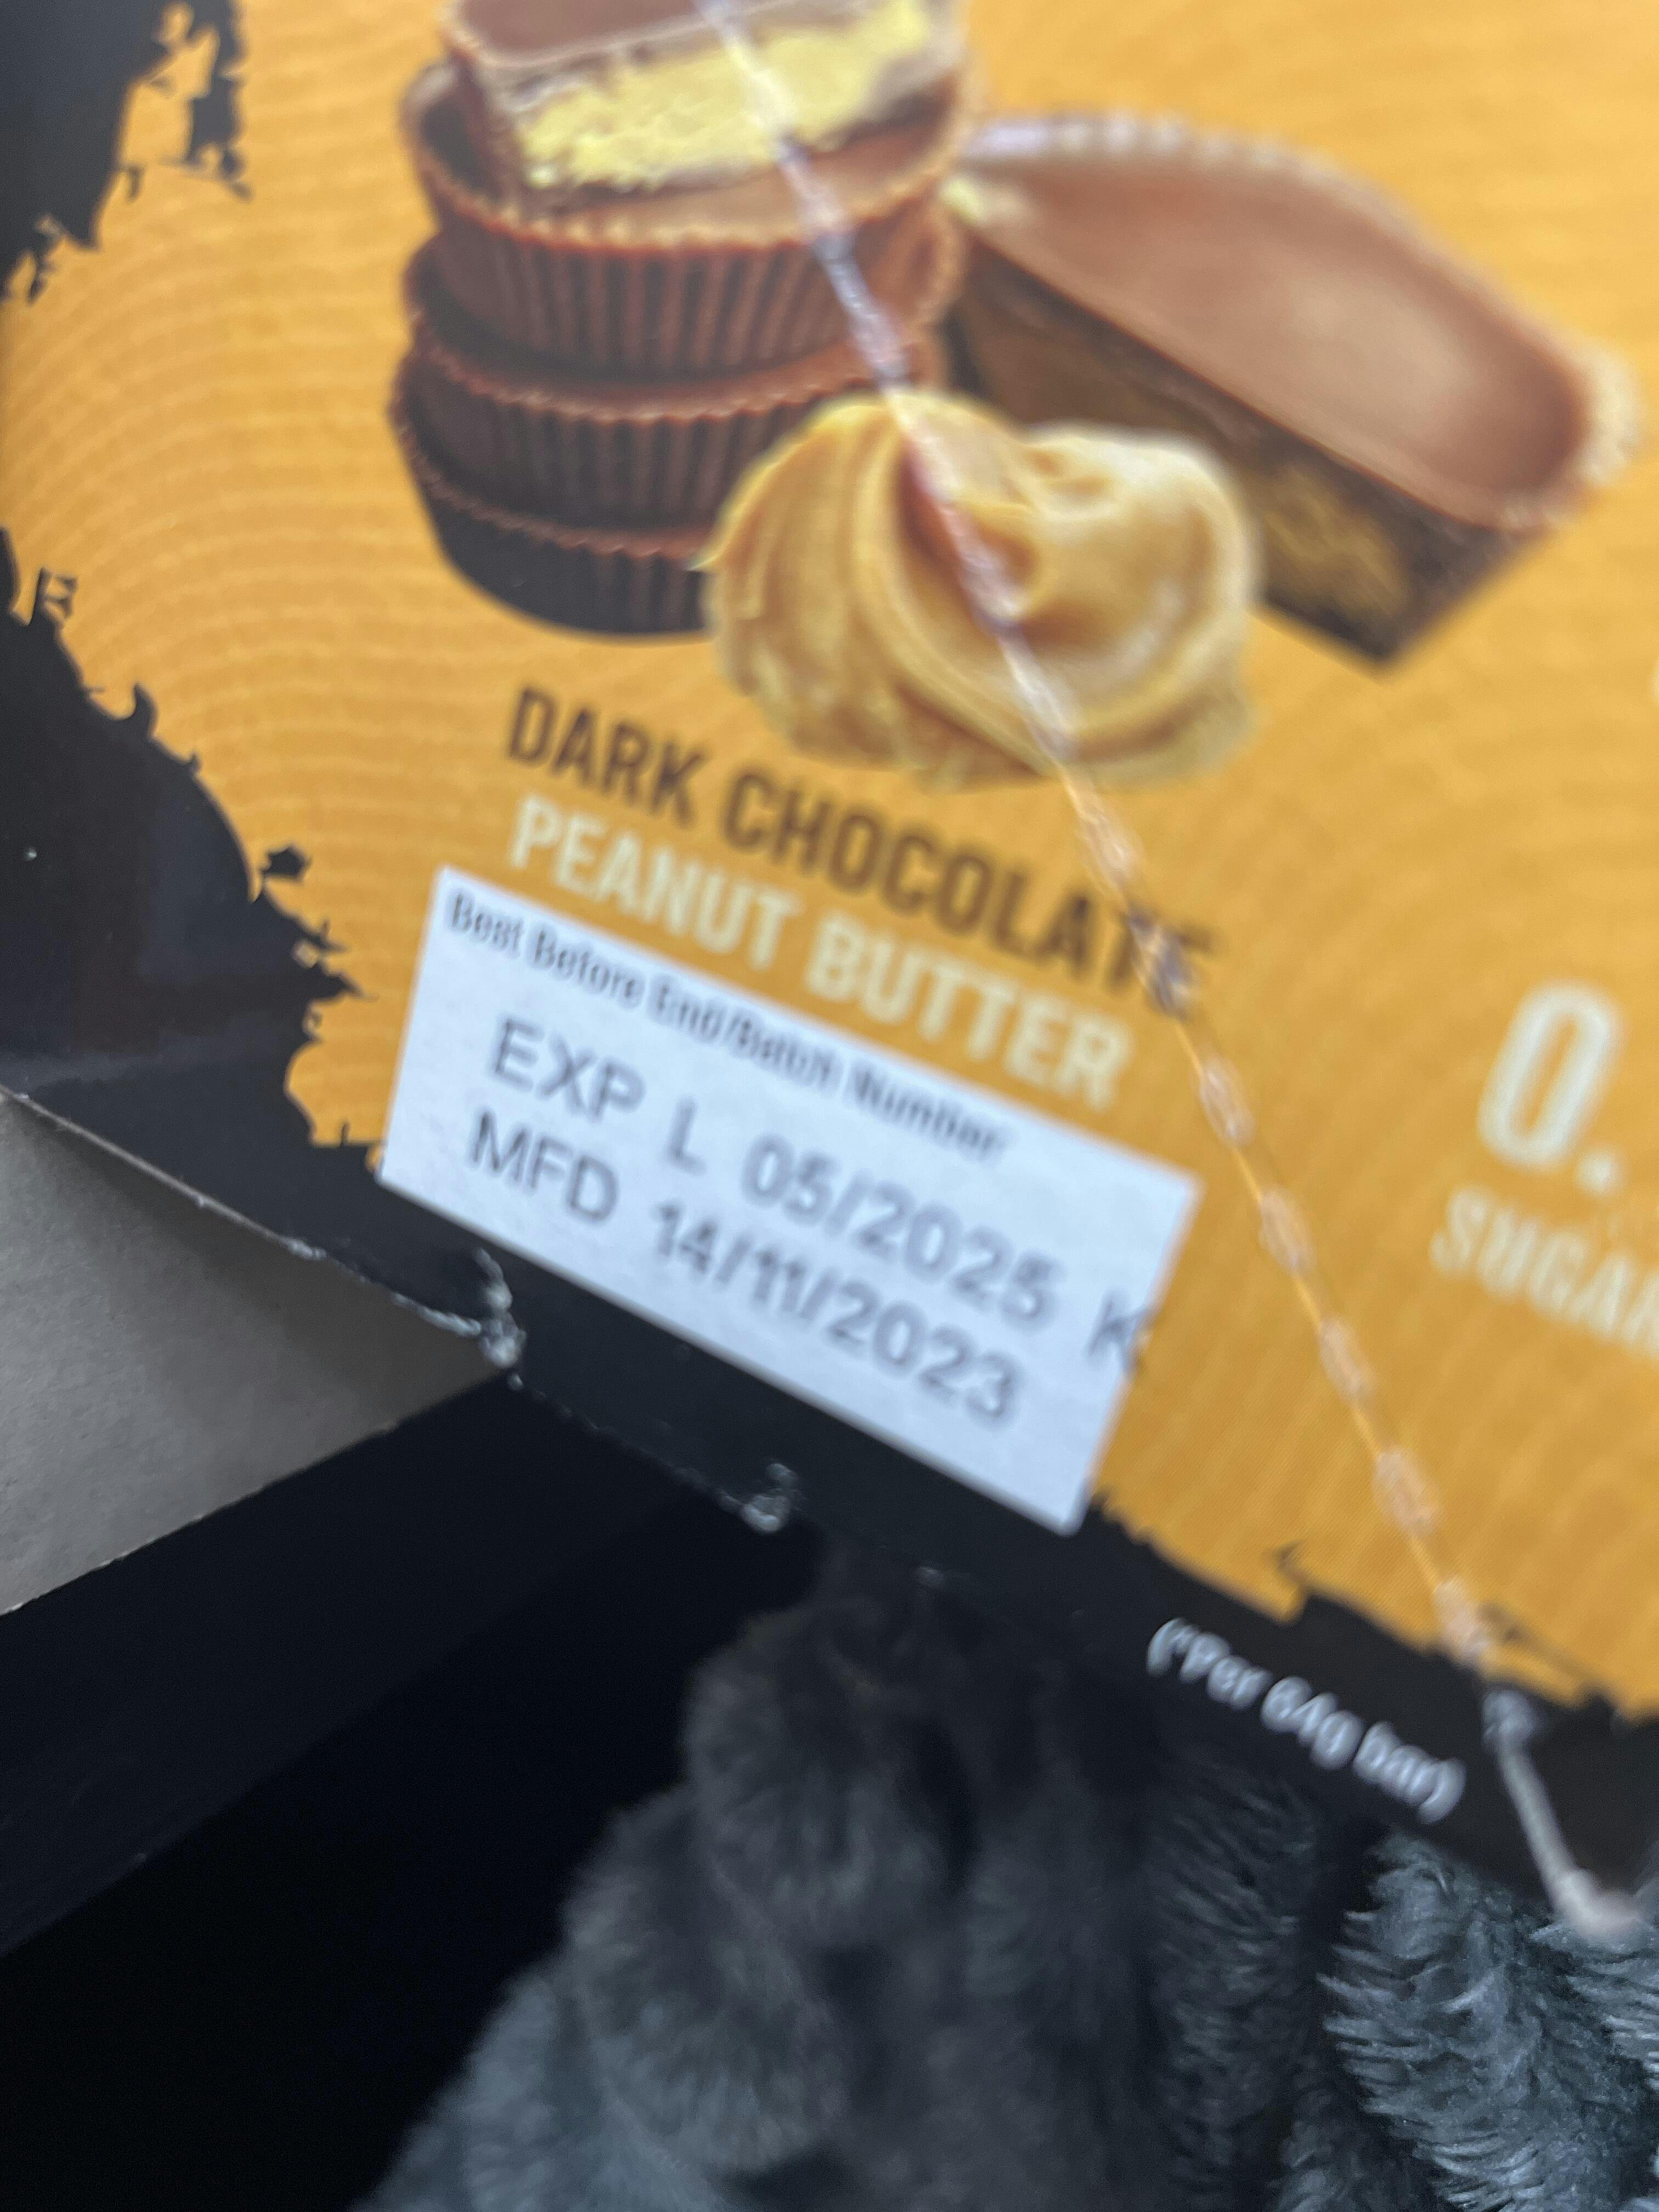 DARK CHOCOLATE
PEANUT BUTTER
Best Before End/Batch Number
EXP L 05/2025 K
MFD 14/11/2023
0.
SUGAR
(*Per 64g bar)